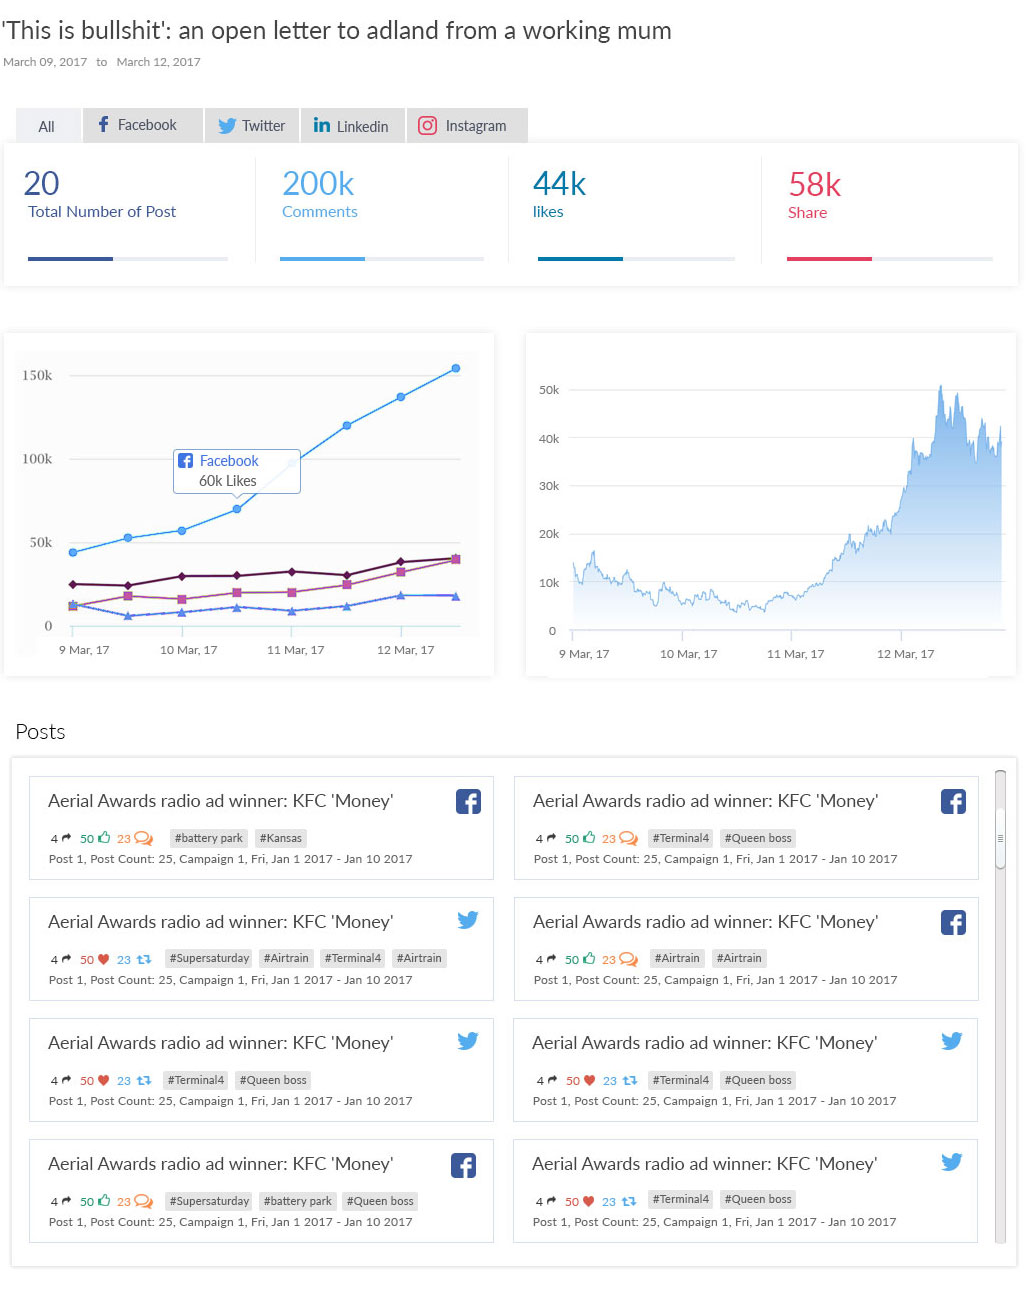 'This is bullshit': an open letter to adland from a working mum
March 09, 2017 to March 12, 2017
All Facebook Twitter Linkedin Instagram
20 200k 44k 58k
Total Number of Post Comments likes Share
150k
100k
50k
0
Facebook
60k Likes
9 Mar, 17 10 Mar, 17 11 Mar, 17 12 Mar, 17
50k
40k
30k
20k
10k
0
9 Mar, 17 10 Mar, 17 11 Mar, 17 12 Mar, 17
Posts
Aerial Awards radio ad winner: KFC 'Money'
4 50 23 #battery park #Kansas
Post 1, Post Count: 25, Campaign 1, Fri, Jan 1 2017 - Jan 10 2017
Aerial Awards radio ad winner: KFC 'Money'
4 50 23 #Terminal4 #Queen boss
Post 1, Post Count: 25, Campaign 1, Fri, Jan 1 2017 - Jan 10 2017
Aerial Awards radio ad winner: KFC 'Money'
4 50 23 #Supersaturday #Airtrain #Terminal4 #Airtrain
Post 1, Post Count: 25, Campaign 1, Fri, Jan 1 2017 - Jan 10 2017
Aerial Awards radio ad winner: KFC 'Money'
4 50 23 #Airtrain #Airtrain
Post 1, Post Count: 25, Campaign 1, Fri, Jan 1 2017 - Jan 10 2017
Aerial Awards radio ad winner: KFC 'Money'
4 50 23 #Terminal4 #Queen boss
Post 1, Post Count: 25, Campaign 1, Fri, Jan 1 2017 - Jan 10 2017
Aerial Awards radio ad winner: KFC 'Money'
4 50 23 #Terminal4 #Queen boss
Post 1, Post Count: 25, Campaign 1, Fri, Jan 1 2017 - Jan 10 2017
Aerial Awards radio ad winner: KFC 'Money'
4 50 23 #Supersaturday #battery park #Queen boss
Post 1, Post Count: 25, Campaign 1, Fri, Jan 1 2017 - Jan 10 2017
Aerial Awards radio ad winner: KFC 'Money'
4 50 23 #Terminal4 #Queen boss
Post 1, Post Count: 25, Campaign 1, Fri, Jan 1 2017 - Jan 10 2017